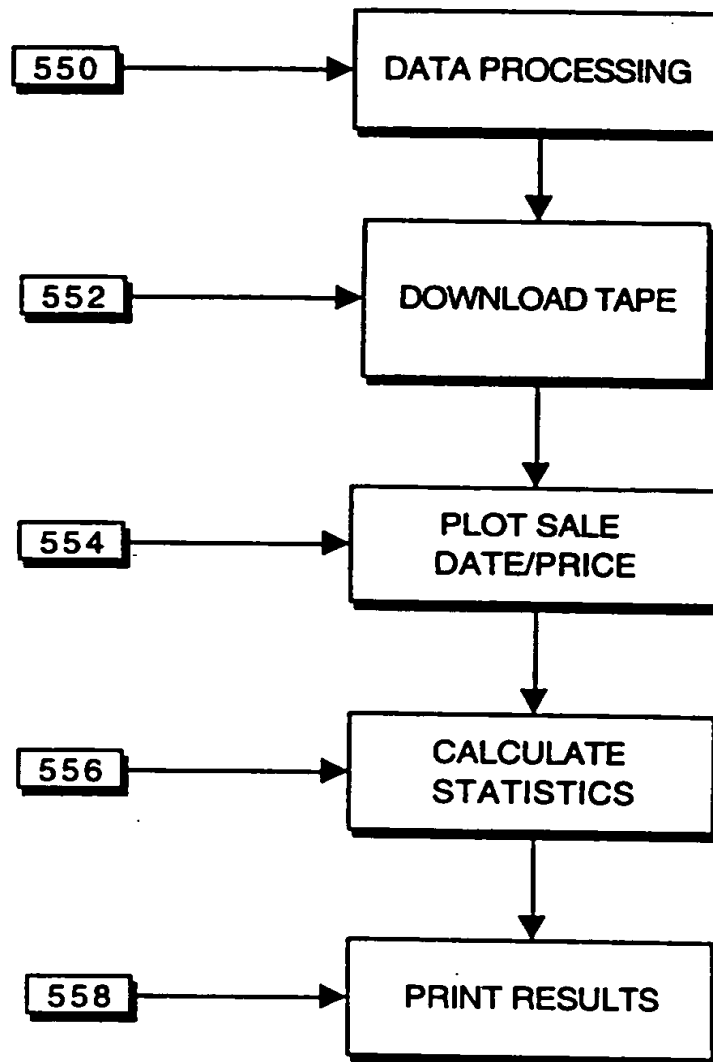 550
DATA PROCESSING
552
DOWNLOAD TAPE
554
PLOT SALE
DATE/PRICE
556
CALCULATE
STATISTICS
558
PRINT RESULTS